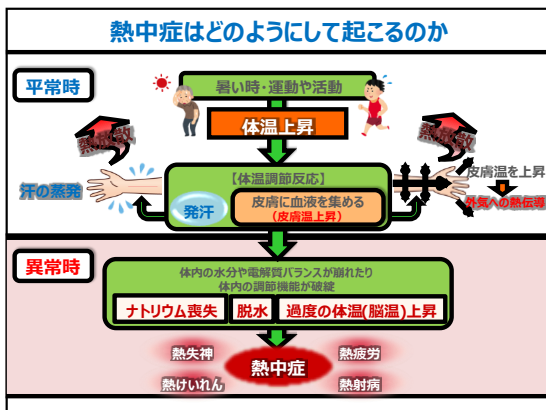 熱中症はどのようにして起こるのか
平常時
暑い時・運動や活動
体温上昇
熱放散
熱放散
汗の蒸発
【体温調節反応】
発汗
皮膚に血液を集める
（皮膚温上昇）
皮膚温を上昇
外気への熱伝導
異常時
体内の水分や電解質バランスが崩れたり
体内の調節機能が破綻
ナトリウム喪失
脱水
過度の体温(脳温)上昇
熱失神
熱疲労
熱中症
熱けいれん
熱射病